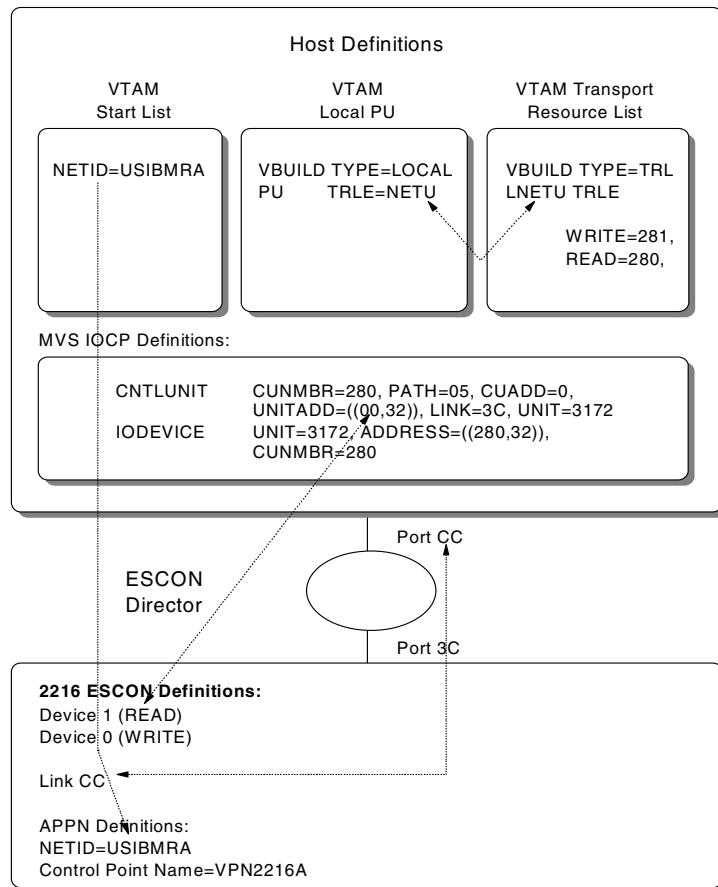 Host Definitions
VTAM
Start List
VTAM
Local PU
VTAM Transport
Resource List
NETID=USIBMRA
VBUILD TYPE=LOCAL
PU TRLE=NETU
VBUILD TYPE=TRL
LNETU TRLE
WRITE=281,
READ=280,
MVS IOCP Definitions:
CNTLUNIT CUNMBR=280, PATH=05, CUADD=0,
UNITADD=((00,32)), LINK=3C, UNIT=3172
IODEVICE UNIT=3172, ADDRESS=((280,32)),
CUNMBR=280
Port CC
ESCON
Director
Port 3C
2216 ESCON Definitions:
Device 1 (READ)
Device 0 (WRITE)
Link CC
APPN Definitions:
NETID=USIBMRA
Control Point Name=VPN2216A